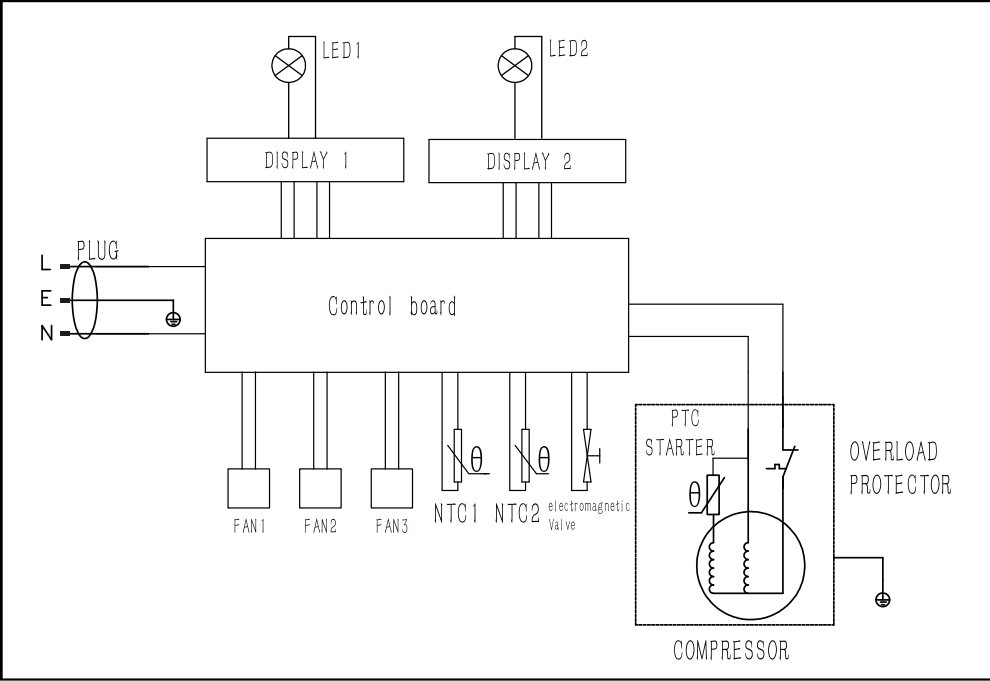 LED1
LED2
DISPLAY 1
DISPLAY 2
PLUG
L
E
N
Control board
PTC
STARTER
OVERLOAD
PROTECTOR
θ
θ
θ
NTC1
NTC2
electromagnetic
Valve
FAN1
FAN2
FAN3
COMPRESSOR